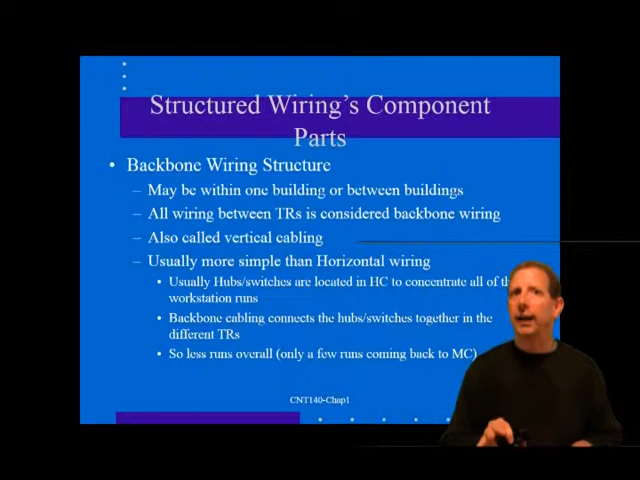 Structured Wiring's Component
Parts
• Backbone Wiring Structure
– May be within one building or between buildings
– All wiring between TRs is considered backbone wiring
– Also called vertical cabling
– Usually more simple than Horizontal wiring
• Usually Hubs/switches are located in HC to concentrate all of
workstation runs
• Backbone cabling connects the hubs/switches together in the
different TRs
• So less runs overall (only a few runs coming back to MC)
CNT140-Chap1